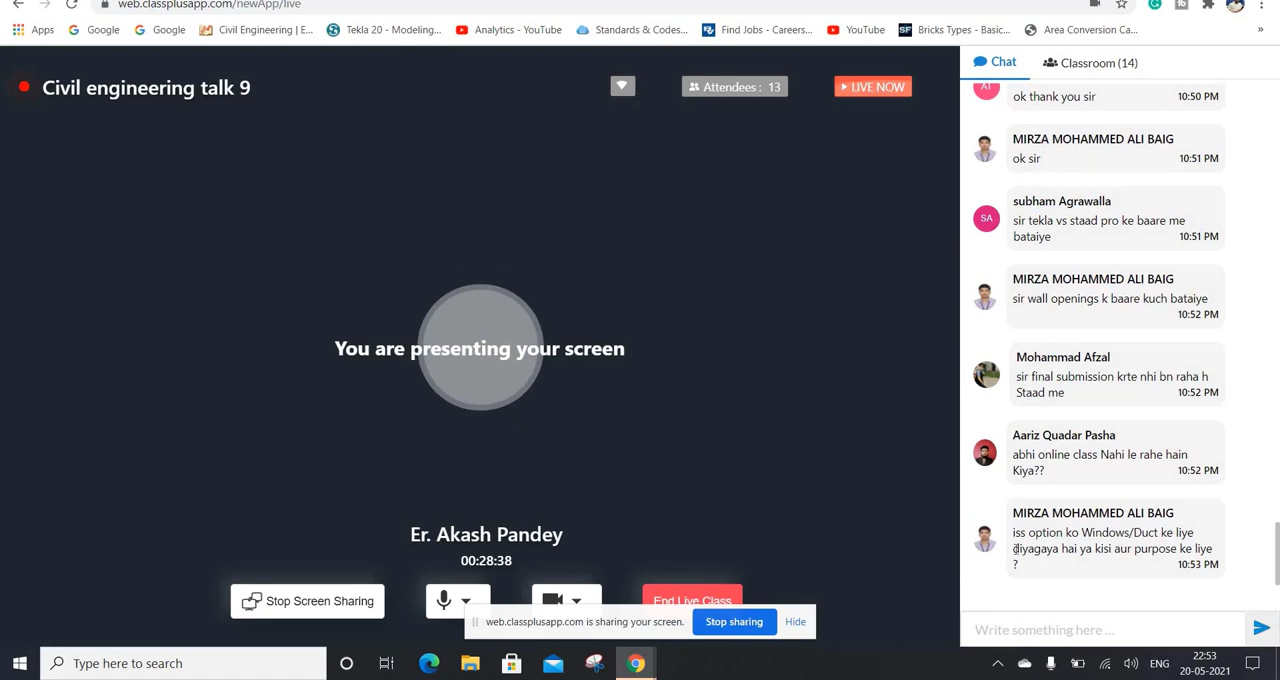 web.classplusapp.com/newApp/live
Apps
Google
Google
Civil Engineering | E...
Tekla 20 - Modeling...
Analytics - YouTube
Standards & Codes...
Find Jobs - Careers...
YouTube
SF
Bricks Types - Basic...
Area Conversion Ca...
»
Civil engineering talk 9
Attendees : 13
LIVE NOW
Chat
Classroom (14)
AT
ok thank you sir
10:50 PM
MIRZA MOHAMMED ALI BAIG
ok sir
10:51 PM
subham Agrawalla
SA
sir tekla vs staad pro ke baare me
bataiye
10:51 PM
MIRZA MOHAMMED ALI BAIG
sir wall openings k baare kuch bataiye
10:52 PM
Mohammad Afzal
sir final submission krte nhi bn raha h
Staad me
10:52 PM
Aariz Quadar Pasha
abhi online class Nahi le rahe hain
Kiya??
10:52 PM
MIRZA MOHAMMED ALI BAIG
iss option ko Windows/Duct ke liye
diyagaya hai ya kisi aur purpose ke liye
?
10:53 PM
You are presenting your screen
Er. Akash Pandey
00:28:38
Stop Screen Sharing
End Live Class
web.classplusapp.com is sharing your screen.
Stop sharing
Hide
Write something here ...
Type here to search
ENG
22:53
20-05-2021